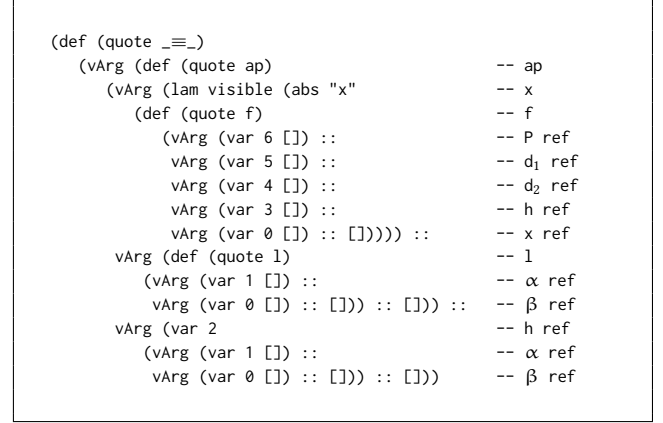 (def (quote _≡_)
   (vArg (def (quote ap)                         -- ap
      (vArg (lam visible (abs "x"                -- x
         (def (quote f)                          -- f
            (vArg (var 6 []) ::                  -- P ref
             vArg (var 5 []) ::                  -- d₁ ref
             vArg (var 4 []) ::                  -- d₂ ref
             vArg (var 3 []) ::                  -- h ref
             vArg (var 0 []) :: []))))) ::       -- x ref
       vArg (def (quote l)                       -- l
          (vArg (var 1 []) ::                    -- α ref
           vArg (var 0 []) :: [])) :: [])) ::    -- β ref
       vArg (var 2                               -- h ref
          (vArg (var 1 []) ::                    -- α ref
           vArg (var 0 []) :: [])) :: []))       -- β ref